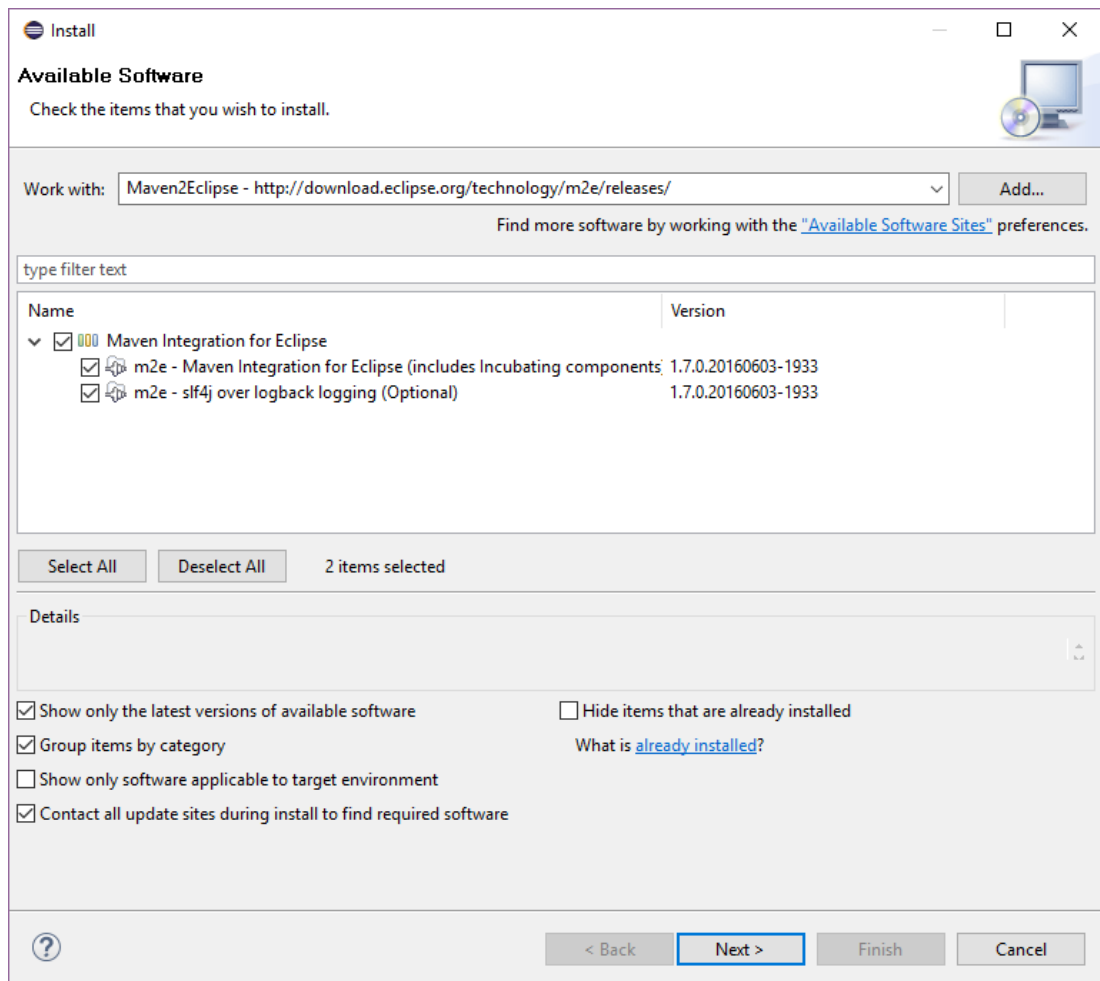 Install
Available Software
Check the items that you wish to install.
Work with: Maven2Eclipse - http://download.eclipse.org/technology/m2e/releases/ Add...
Find more software by working with the "Available Software Sites" preferences.
type filter text
Name Version
Maven Integration for Eclipse
m2e - Maven Integration for Eclipse (includes Incubating components 1.7.0.20160603-1933
m2e - slf4j over logback logging (Optional) 1.7.0.20160603-1933
Select All Deselect All 2 items selected
Details
Show only the latest versions of available software Hide items that are already installed
Group items by category What is already installed?
Show only software applicable to target environment
Contact all update sites during install to find required software
? < Back Next > Finish Cancel